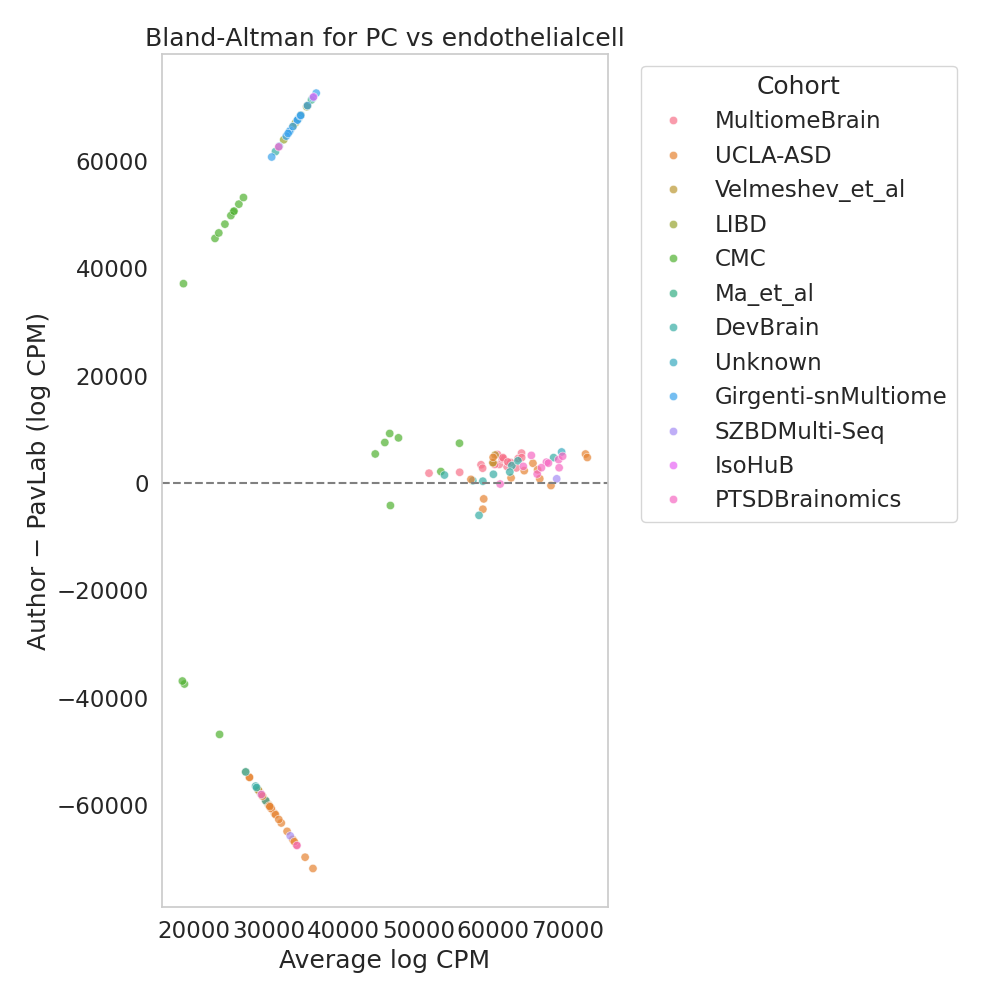 Bland-Altman for PC vs endothelialcell
Author − PavLab (log CPM)
60000
40000
20000
0
−20000
−40000
−60000
20000 30000 40000 50000 60000 70000
Average log CPM
Cohort
MultiomeBrain
UCLA-ASD
Velmeshev_et_al
LIBD
CMC
Ma_et_al
DevBrain
Unknown
Girgenti-snMultiome
SZBDMulti-Seq
IsoHuB
PTSDBrainomics